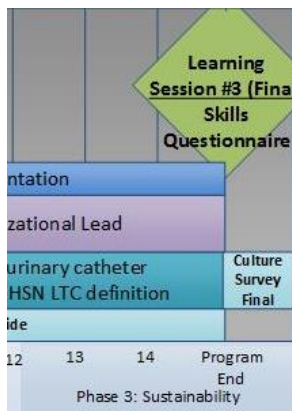 Learning
Session #3 (Fina
Skills
Questionnaire
ntation
zational Lead
urinary catheter
HSN LTC definition
Culture
Survey
Final
ide
12 13 14 Program
End
Phase 3: Sustainability